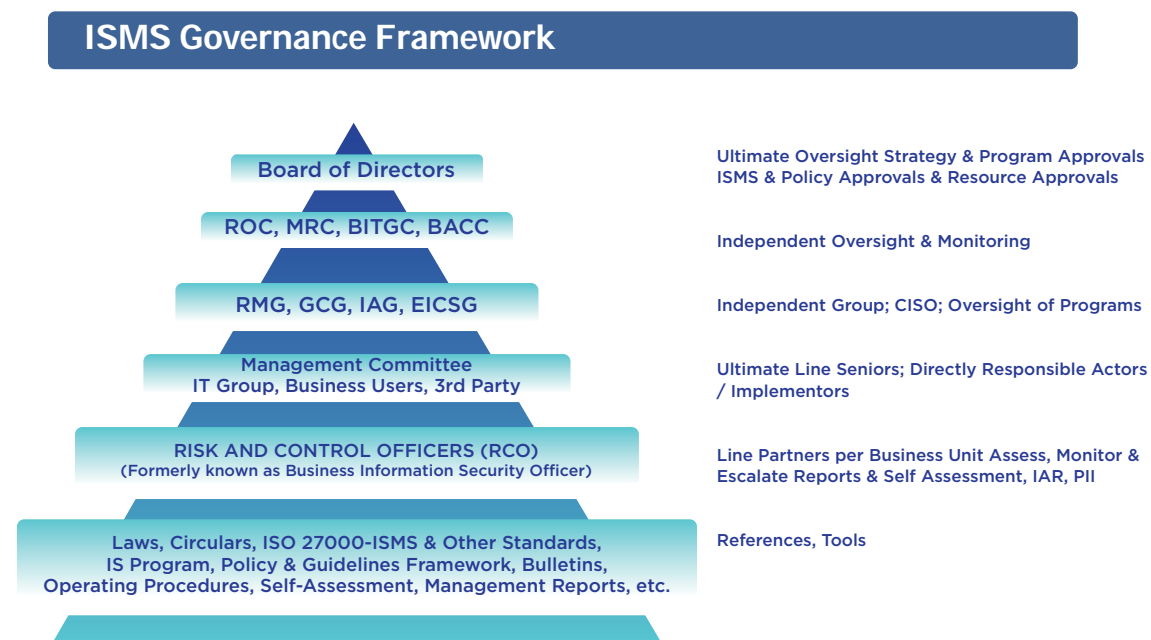 ISMS Governance Framework
Board of Directors
Ultimate Oversight Strategy & Program Approvals
ISMS & Policy Approvals & Resource Approvals
ROC, MRC, BITGC, BACC
Independent Oversight & Monitoring
RMG, GCG, IAG, EICSG
Independent Group; CISO; Oversight of Programs
Management Committee
IT Group, Business Users, 3rd Party
Ultimate Line Seniors; Directly Responsible Actors
/ Implementors
RISK AND CONTROL OFFICERS (RCO)
(Formerly known as Business Information Security Officer)
Line Partners per Business Unit Assess, Monitor &
Escalate Reports & Self Assessment, IAR, PII
Laws, Circulars, ISO 27000-ISMS & Other Standards,
IS Program, Policy & Guidelines Framework, Bulletins,
Operating Procedures, Self-Assessment, Management Reports, etc.
References, Tools